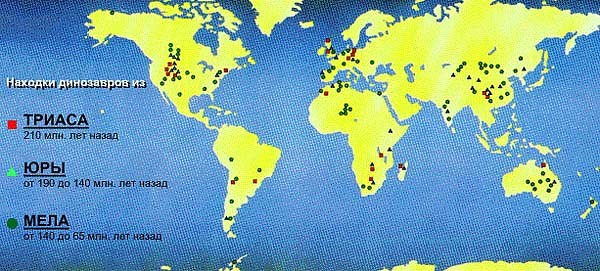 Находки динозавров из
ТРИАСА
210 млн. лет назад
ЮРЫ
от 190 до 140 млн. лет назад
МЕЛА
от 140 до 65 млн. лет назад